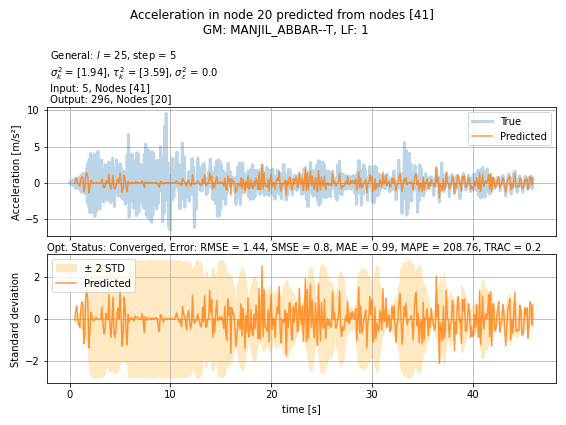 Acceleration in node 20 predicted from nodes [41]
GM: MANJIL_ABBAR--T, LF: 1
General: l = 25, step = 5
σ²ₖ = [1.94], τ²ₖ = [3.59], σ²ε = 0.0
Input: 5, Nodes [41]
Output: 296, Nodes [20]
10
5
0
−5
Acceleration [m/s²]
True
Predicted
Opt. Status: Converged, Error: RMSE = 1.44, SMSE = 0.8, MAE = 0.99, MAPE = 208.76, TRAC = 0.2
2
0
−2
Standard deviation
± 2 STD
Predicted
0 10 20 30 40
time [s]